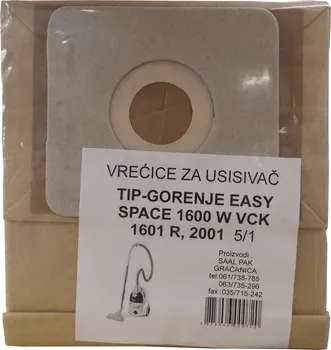 VREĆICE ZA USISIVAČ
TIP-GORENJE EASY
SPACE 1600 W VCK
1601 R, 2001 5/1
Proizvodi
SAAL PAK
GRAČANICA
tel:061/738-785
063/735-296
fax :035/715-242